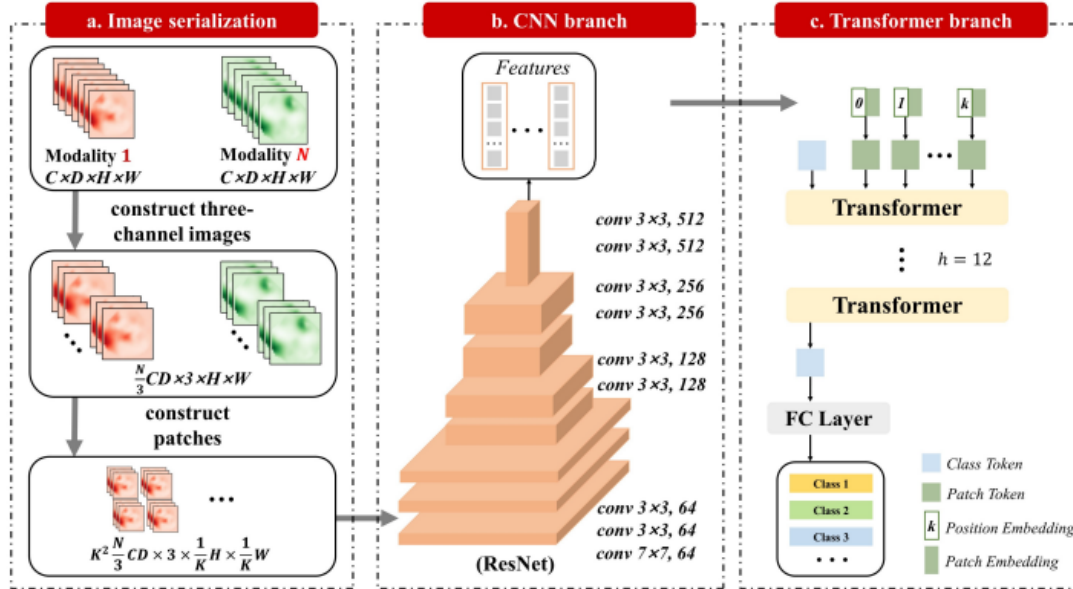 a. Image serialization
Modality 1
C×D×H×W
Modality N
C×D×H×W
construct three-
channel images
N/3 CD×3×H×W
construct
patches
K² N/3 CD × 3 × 1/K H × 1/K W
b. CNN branch
Features
conv 3×3, 512
conv 3×3, 512
conv 3×3, 256
conv 3×3, 256
conv 3×3, 128
conv 3×3, 128
conv 3×3, 64
conv 3×3, 64
conv 7×7, 64
(ResNet)
c. Transformer branch
0 1 k
Transformer
h = 12
Transformer
FC Layer
Class 1
Class 2
Class 3
Class Token
Patch Token
k Position Embedding
Patch Embedding